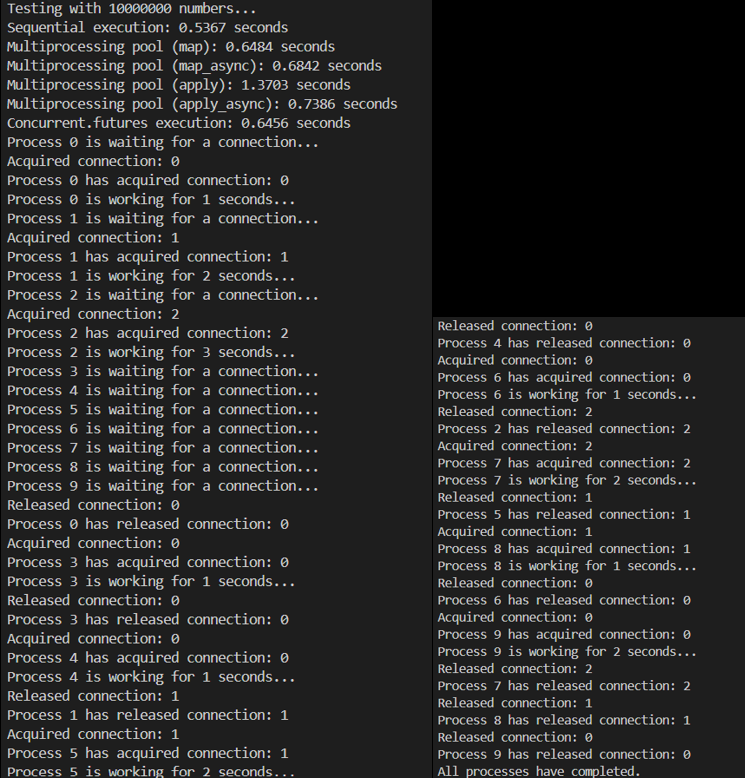 Testing with 10000000 numbers...
Sequential execution: 0.5367 seconds
Multiprocessing pool (map): 0.6484 seconds
Multiprocessing pool (map_async): 0.6842 seconds
Multiprocessing pool (apply): 1.3703 seconds
Multiprocessing pool (apply_async): 0.7386 seconds
Concurrent.futures execution: 0.6456 seconds
Process 0 is waiting for a connection...
Acquired connection: 0
Process 0 has acquired connection: 0
Process 0 is working for 1 seconds...
Process 1 is waiting for a connection...
Acquired connection: 1
Process 1 has acquired connection: 1
Process 1 is working for 2 seconds...
Process 2 is waiting for a connection...
Acquired connection: 2
Process 2 has acquired connection: 2
Process 2 is working for 3 seconds...
Process 3 is waiting for a connection...
Process 4 is waiting for a connection...
Process 5 is waiting for a connection...
Process 6 is waiting for a connection...
Process 7 is waiting for a connection...
Process 8 is waiting for a connection...
Process 9 is waiting for a connection...
Released connection: 0
Process 0 has released connection: 0
Acquired connection: 0
Process 3 has acquired connection: 0
Process 3 is working for 1 seconds...
Released connection: 0
Process 3 has released connection: 0
Acquired connection: 0
Process 4 has acquired connection: 0
Process 4 is working for 1 seconds...
Released connection: 1
Process 1 has released connection: 1
Acquired connection: 1
Process 5 has acquired connection: 1
Process 5 is working for 2 seconds...
Released connection: 0
Process 4 has released connection: 0
Acquired connection: 0
Process 6 has acquired connection: 0
Process 6 is working for 1 seconds...
Released connection: 2
Process 2 has released connection: 2
Acquired connection: 2
Process 7 has acquired connection: 2
Process 7 is working for 2 seconds...
Released connection: 1
Process 5 has released connection: 1
Acquired connection: 1
Process 8 has acquired connection: 1
Process 8 is working for 1 seconds...
Released connection: 0
Process 6 has released connection: 0
Acquired connection: 0
Process 9 has acquired connection: 0
Process 9 is working for 2 seconds...
Released connection: 2
Process 7 has released connection: 2
Released connection: 1
Process 8 has released connection: 1
Released connection: 0
Process 9 has released connection: 0
All processes have completed.